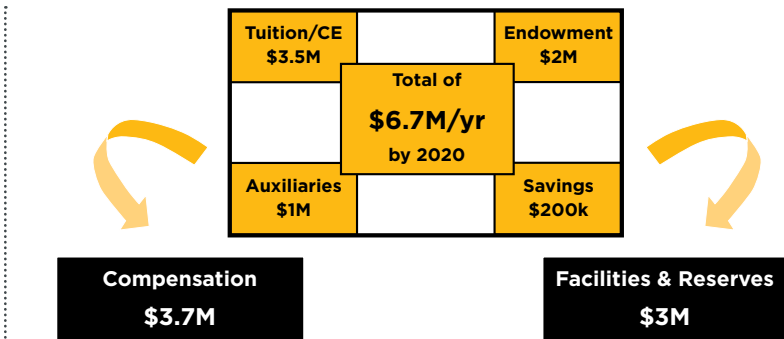 Tuition/CE
$3.5M
Endowment
$2M
Total of
$6.7M/yr
by 2020
Auxiliaries
$1M
Savings
$200k
Compensation
$3.7M
Facilities & Reserves
$3M